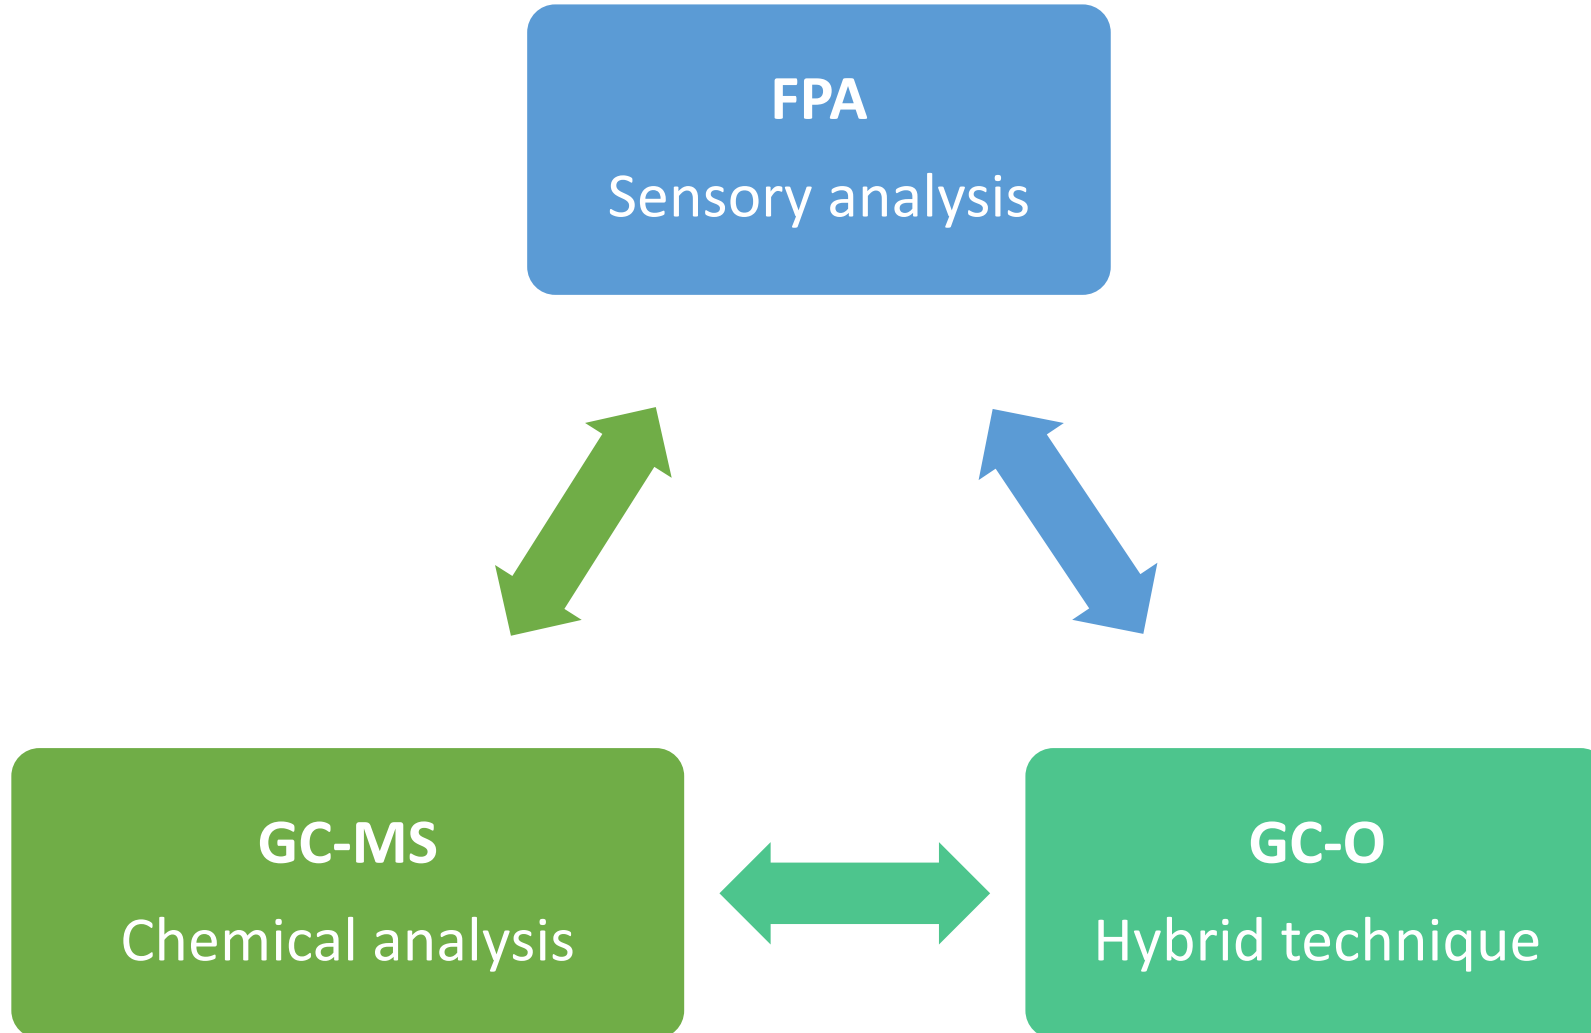 FPA
Sensory analysis
GC-MS
Chemical analysis
GC-O
Hybrid technique